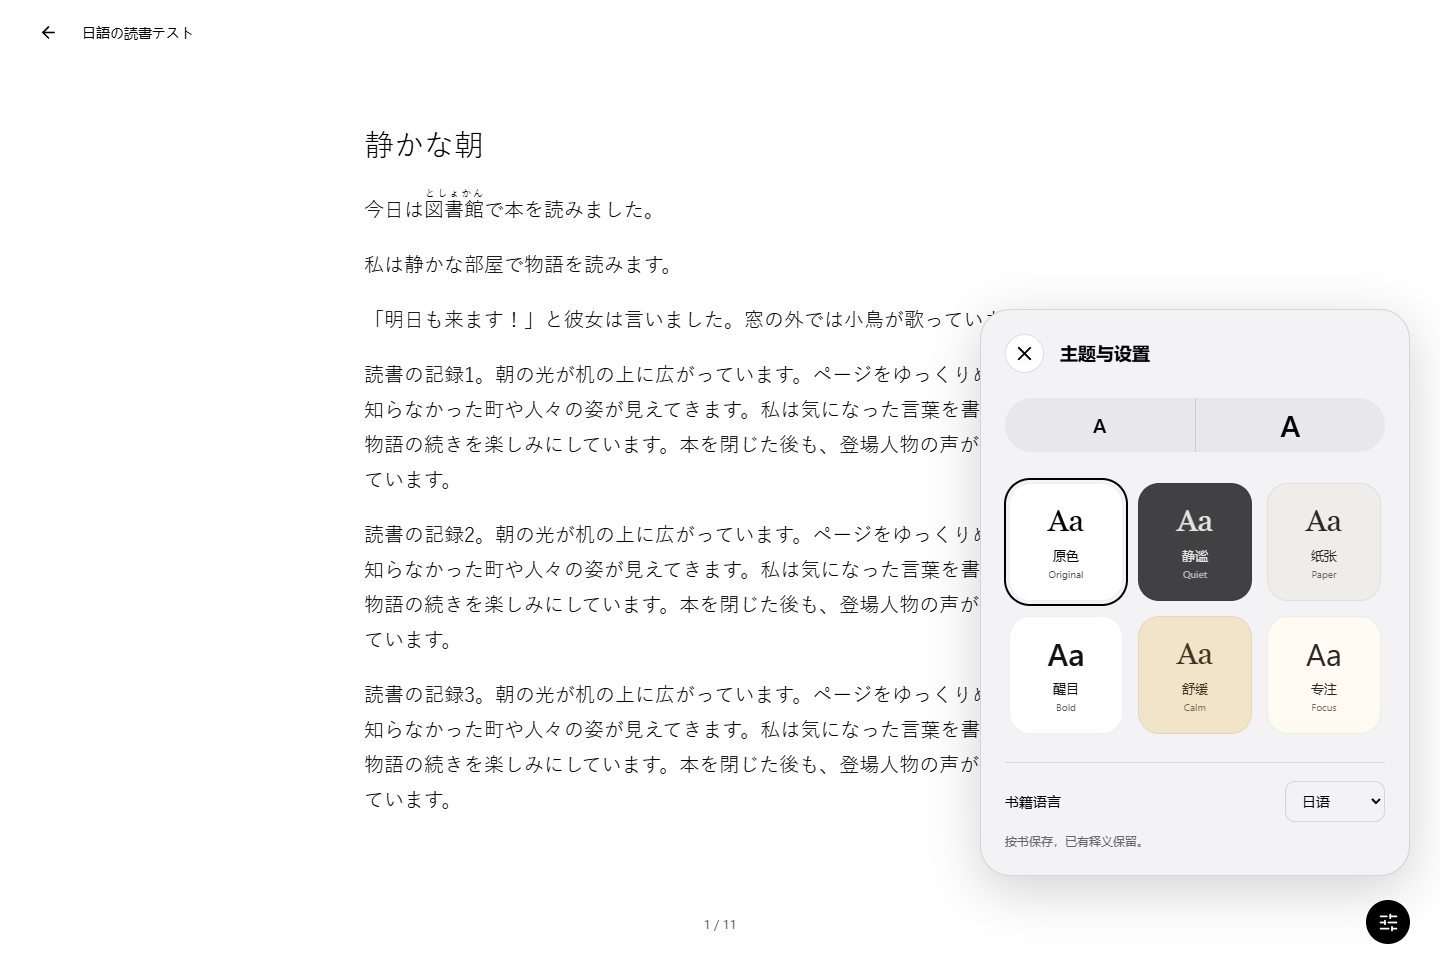 日語の読書テスト
静かな朝
としょかん
今日は図書館で本を読みました。
私は静かな部屋で物語を読みます。
「明日も来ます！」と彼女は言いました。窓の外では小鳥が歌ってい
読書の記録1。朝の光が机の上に広がっています。ページをゆっくり
知らなかった町や人々の姿が見えてきます。私は気になった言葉を書
物語の続きを楽しみにしています。本を閉じた後も、登場人物の声が
ています。
読書の記録2。朝の光が机の上に広がっています。ページをゆっくり
知らなかった町や人々の姿が見えてきます。私は気になった言葉を書
物語の続きを楽しみにしています。本を閉じた後も、登場人物の声が
ています。
読書の記録3。朝の光が机の上に広がっています。ページをゆっくり
知らなかった町や人々の姿が見えてきます。私は気になった言葉を書
物語の続きを楽しみにしています。本を閉じた後も、登場人物の声が
ています。
1 / 11
主题与设置
A A
Aa
原色
Original
Aa
静谧
Quiet
Aa
纸张
Paper
Aa
醒目
Bold
Aa
舒缓
Calm
Aa
专注
Focus
书籍语言
日语
按书保存，已有释义保留。